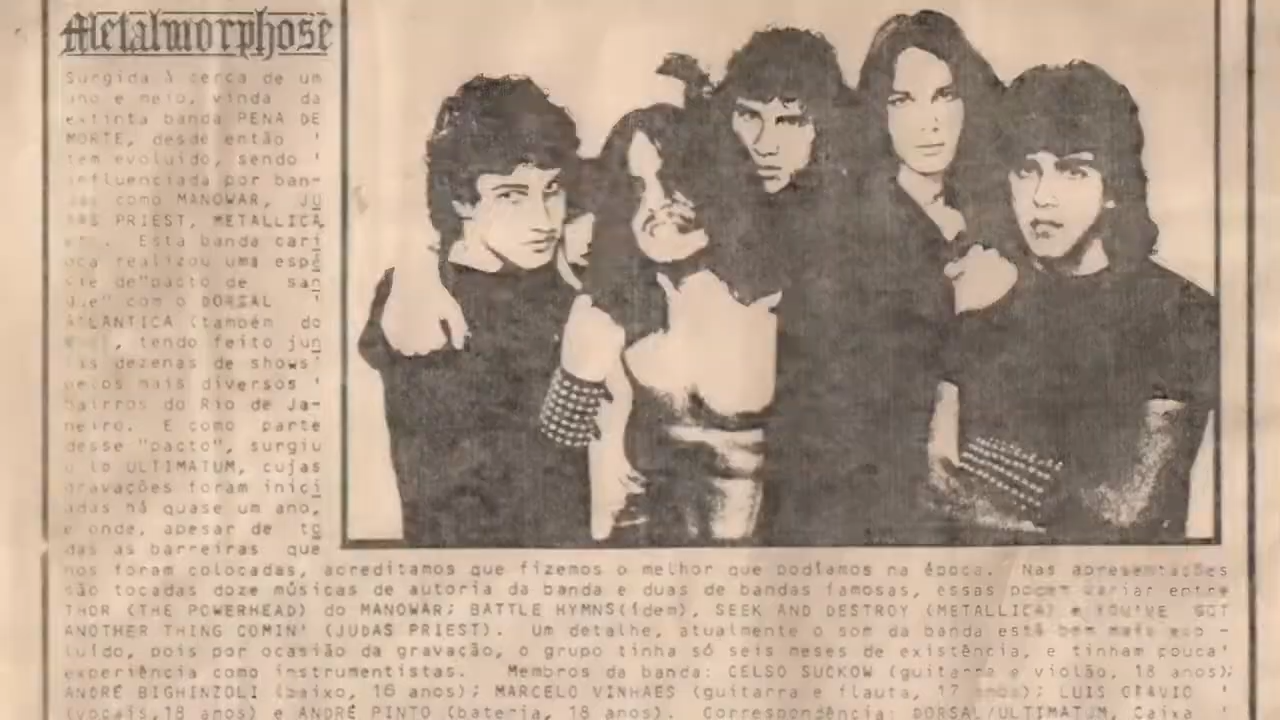 Metalmorphose
Surgida à cerca de um
ano e meio, vinda da
extinta banda PENA DE
MORTE, desde então '
tem evoluído, sendo '
influenciada por ban-
das como MANOWAR, JU
DAS PRIEST, METALLICA,
etc. Esta banda cari
oca realizou uma espé
cie de"pacto de san
gue" com o DORSAL '
ATLANTICA (também do
, tendo feito jun
tas dezenas de shows'
pelos mais diversos '
bairros do Rio de Ja-
neiro. E como parte
desse "pacto", surgiu
o lp ULTIMATUM, cujas
gravações foram inici
adas há quase um ano,
e onde, apesar de to
das as barreiras que
nos foram colocadas, acreditamos que fizemos o melhor que podíamos na época. Nas apresentações
são tocadas doze músicas de autoria da banda e duas de bandas famosas, essas podem variar entre
THOR (THE POWERHEAD) do MANOWAR; BATTLE HYMNS(idem), SEEK AND DESTROY (METALLICA) e YOU'VE GOT
ANOTHER THING COMIN' (JUDAS PRIEST). Um detalhe, atualmente o som da banda está bem mais evo -
luído, pois por ocasião da gravação, o grupo tinha só seis meses de existência, e tinham pouca'
experiência como instrumentistas. Membros da banda: CELSO SUCKOW (guitarra e violão, 18 anos);
ANDRÉ BIGHINZOLI (baixo, 16 anos); MARCELO VINHAES (guitarra e flauta, 17 anos); LUIS GRAVIO '
(vocais,18 anos) e ANDRÉ PINTO (bateria, 18 anos). Correspondência: DORSAL/ULTIMATUM, Caixa '